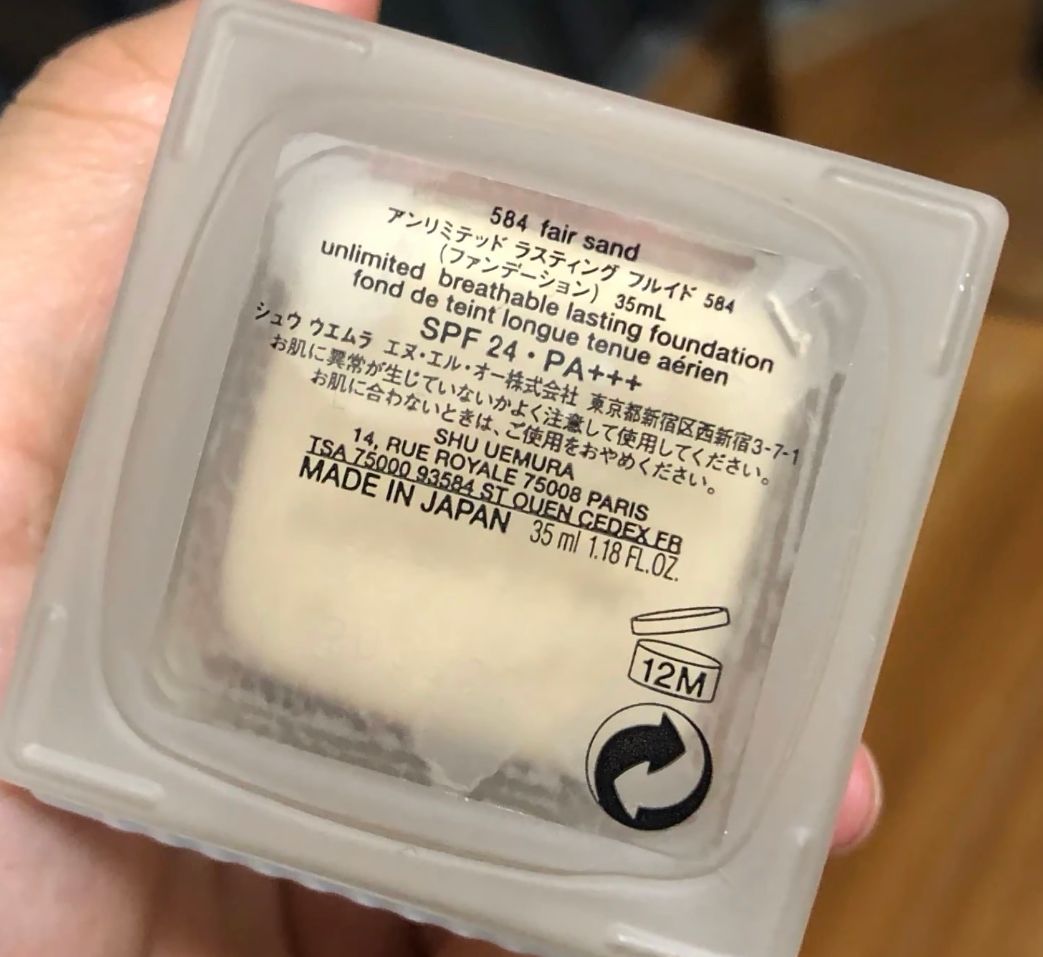 584 fair sand
アンリミテッド ラスティング フルイド 584
(ファンデーション) 35mL
unlimited breathable lasting foundation
fond de teint longue tenue aérien
SPF 24・PA+++
シュウ ウエムラ エヌ・エル・オー株式会社 東京都新宿区西新宿3-7-1
お肌に異常が生じていないかよく注意して使用してください。
お肌に合わないときは、ご使用をおやめください。
SHU UEMURA
14, RUE ROYALE 75008 PARIS
TSA 75000 93584 ST OUEN CEDEX FR
MADE IN JAPAN 35 ml 1.18 FL.OZ.
12M